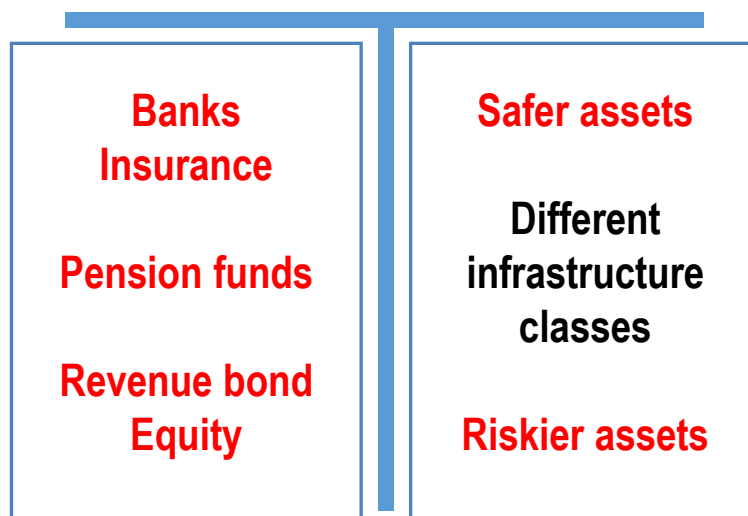 Banks
Insurance
Pension funds
Revenue bond
Equity
Safer assets
Different
infrastructure
classes
Riskier assets